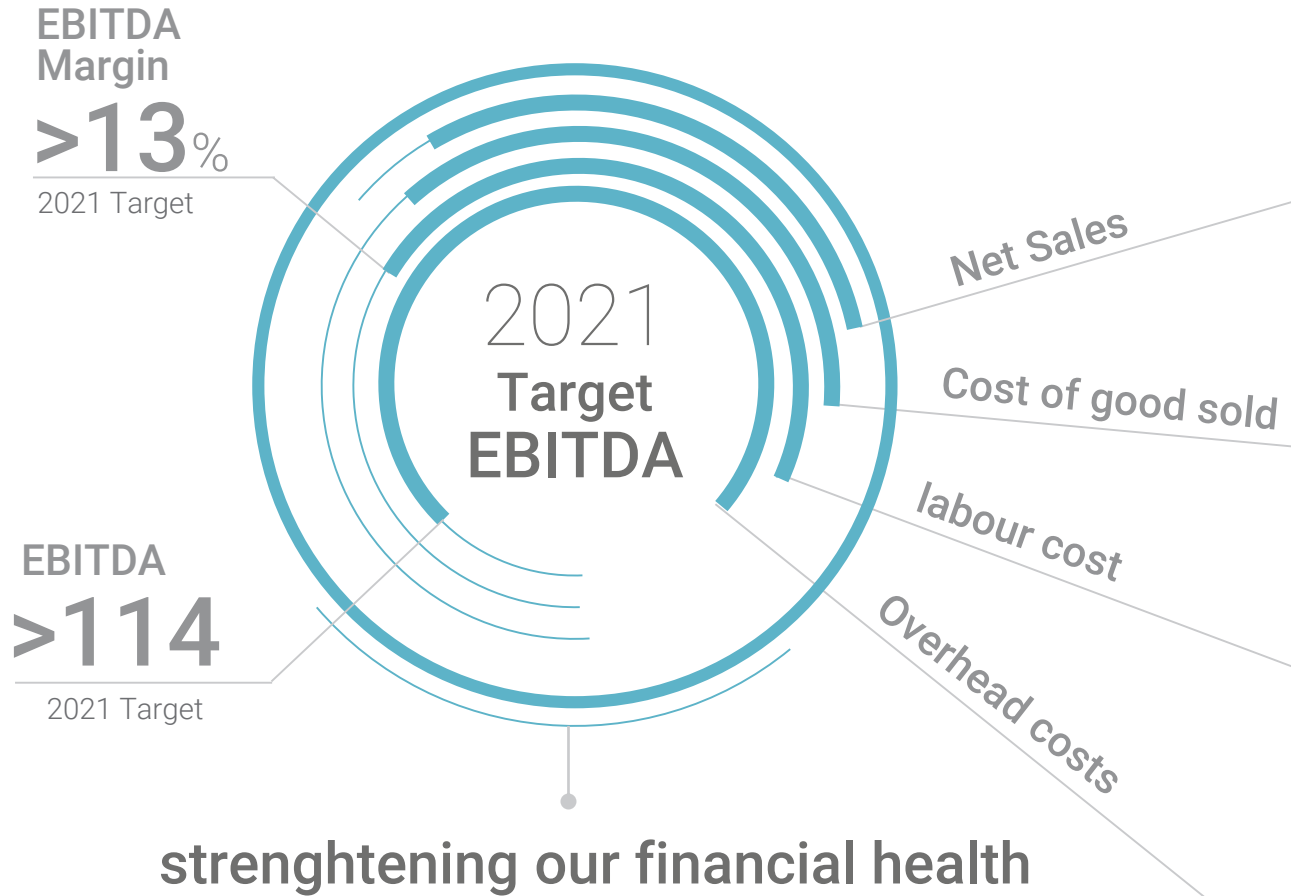 EBITDA
Margin
>13%
2021 Target
2021
Target
EBITDA
Net Sales
Cost of good sold
labour cost
Overhead costs
EBITDA
>114
2021 Target
strenghtening our financial health